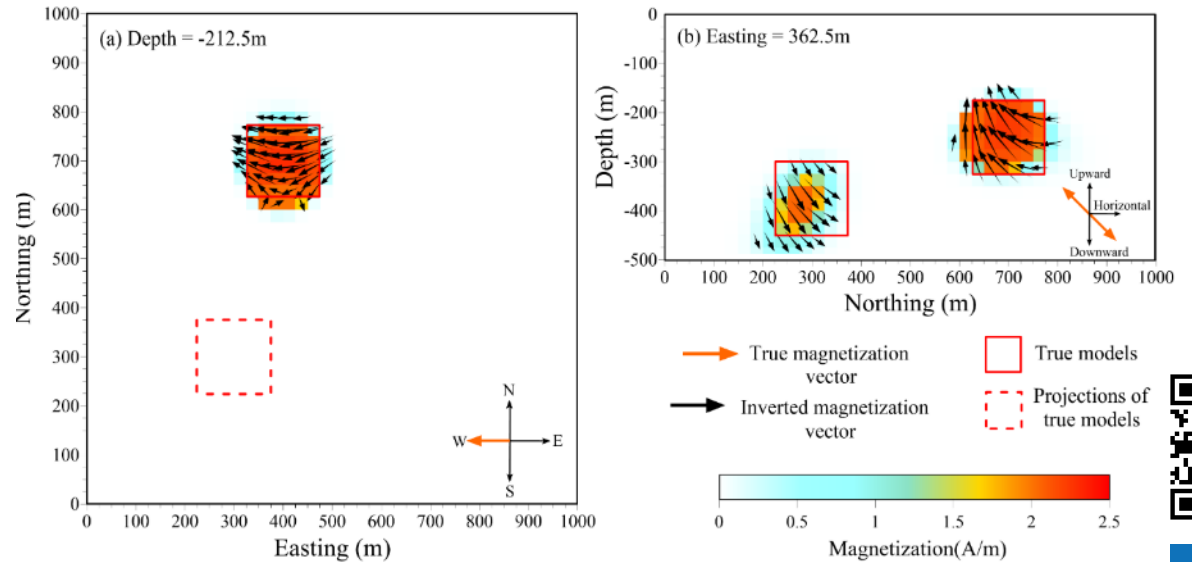 (a) Depth = -212.5m
1000
900
800
700
600
500
400
300
200
100
0
Northing (m)
0
100
200
300
400
500
600
700
800
900
1000
Easting (m)
N
W
E
S
(b) Easting = 362.5m
0
-100
-200
-300
-400
-500
Depth (m)
0
100
200
300
400
500
600
700
800
900
1000
Northing (m)
Upward
Horizontal
Downward
True magnetization
vector
True models
Inverted magnetization
vector
Projections of
true models
0
0.5
1
1.5
2
2.5
Magnetization(A/m)